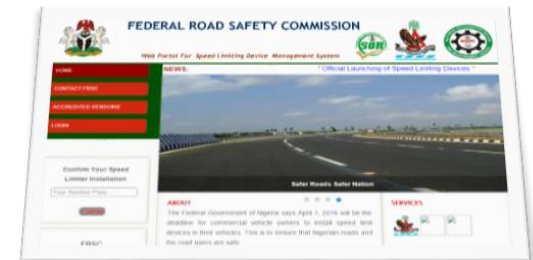 FEDERAL ROAD SAFETY COMMISSION
SON
Web Portal For Speed Limiting Device Management System
HOME
CONTACT FRSC
ACCREDITED VENDORS
LOGIN
NEWS:
* Official Launching of Speed Limiting Devices *
Safer Roads Safer Nation
Confirm Your Speed
Limiter Installation
Your Number Plate
ABOUT
The Federal Government of Nigeria says April 1, 2016 will be the
deadline for commercial vehicle owners to install speed limit
devices in their vehicles. This is to ensure that Nigerian roads and
the road users are safe
SERVICES